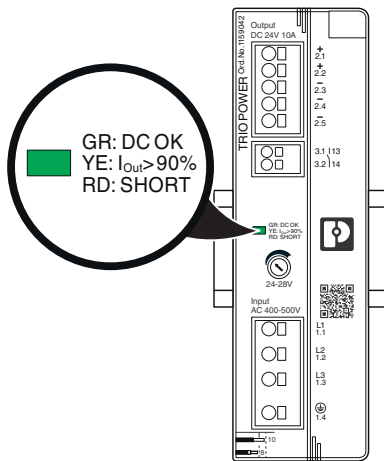 GR: DC OK
YE: IOut>90%
RD: SHORT
TRIO POWER Ord.No.1159042
Output
DC 24V 10A
+
2.1
+
2.2
−
2.3
−
2.4
−
2.5
3.1 13
3.2 14
GR: DC OK
YE: IOut>90%
RD: SHORT
24-28V
Input
AC 400-500V
L1
1.1
L2
1.2
L3
1.3
1.4
10
8